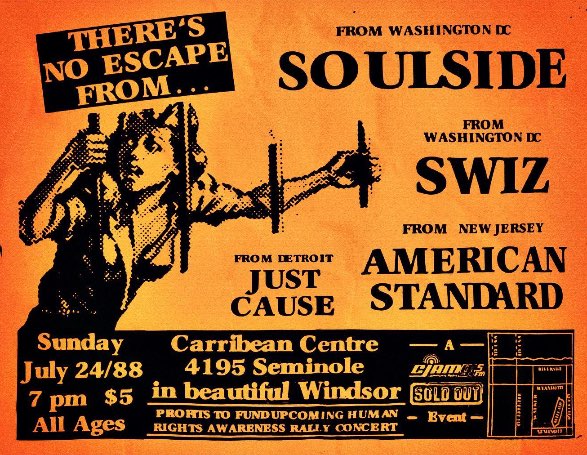 THERE'S
NO ESCAPE
FROM...
FROM WASHINGTON DC
SOULSIDE
FROM
WASHINGTON DC
SWIZ
FROM NEW JERSEY
AMERICAN
STANDARD
FROM DETROIT
JUST
CAUSE
Sunday
July 24/88
7 pm $5
All Ages
Carribean Centre
4195 Seminole
in beautiful Windsor
PROFITS TO FUND UPCOMING HUMAN
RIGHTS AWARENESS RALLY CONCERT
— A —
CJAM FM
SOLD OUT
- Event -